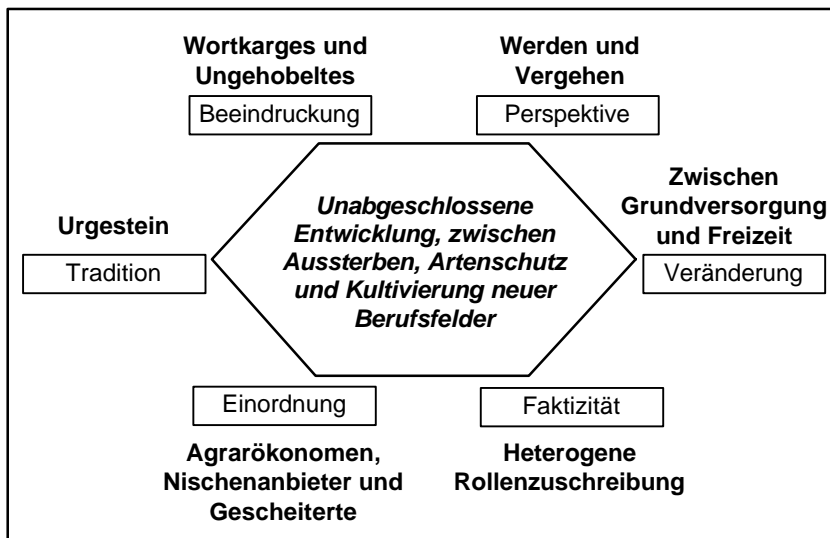 Wortkarges und
Ungehobeltes
Beeindruckung
Werden und
Vergehen
Perspektive
Urgestein
Tradition
Unabgeschlossene
Entwicklung, zwischen
Aussterben, Artenschutz
und Kultivierung neuer
Berufsfelder
Zwischen
Grundversorgung
und Freizeit
Veränderung
Einordnung
Agrarökonomen,
Nischenanbieter und
Gescheiterte
Faktizität
Heterogene
Rollenzuschreibung